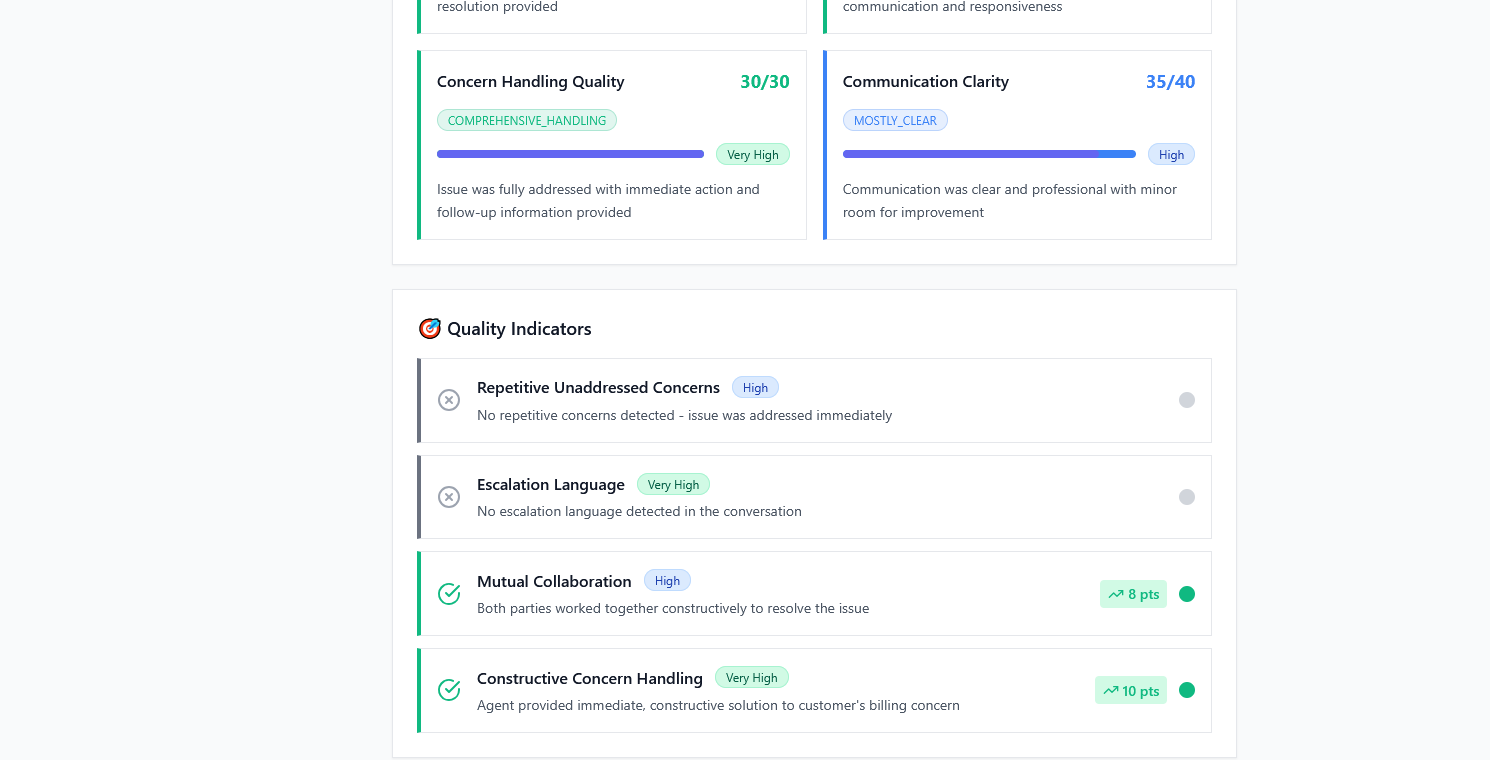 resolution provided
communication and responsiveness
Concern Handling Quality
30/30
COMPREHENSIVE_HANDLING
Very High
Issue was fully addressed with immediate action and
follow-up information provided
Communication Clarity
35/40
MOSTLY_CLEAR
High
Communication was clear and professional with minor
room for improvement
Quality Indicators
Repetitive Unaddressed Concerns
High
No repetitive concerns detected - issue was addressed immediately
Escalation Language
Very High
No escalation language detected in the conversation
Mutual Collaboration
High
Both parties worked together constructively to resolve the issue
8 pts
Constructive Concern Handling
Very High
Agent provided immediate, constructive solution to customer's billing concern
10 pts